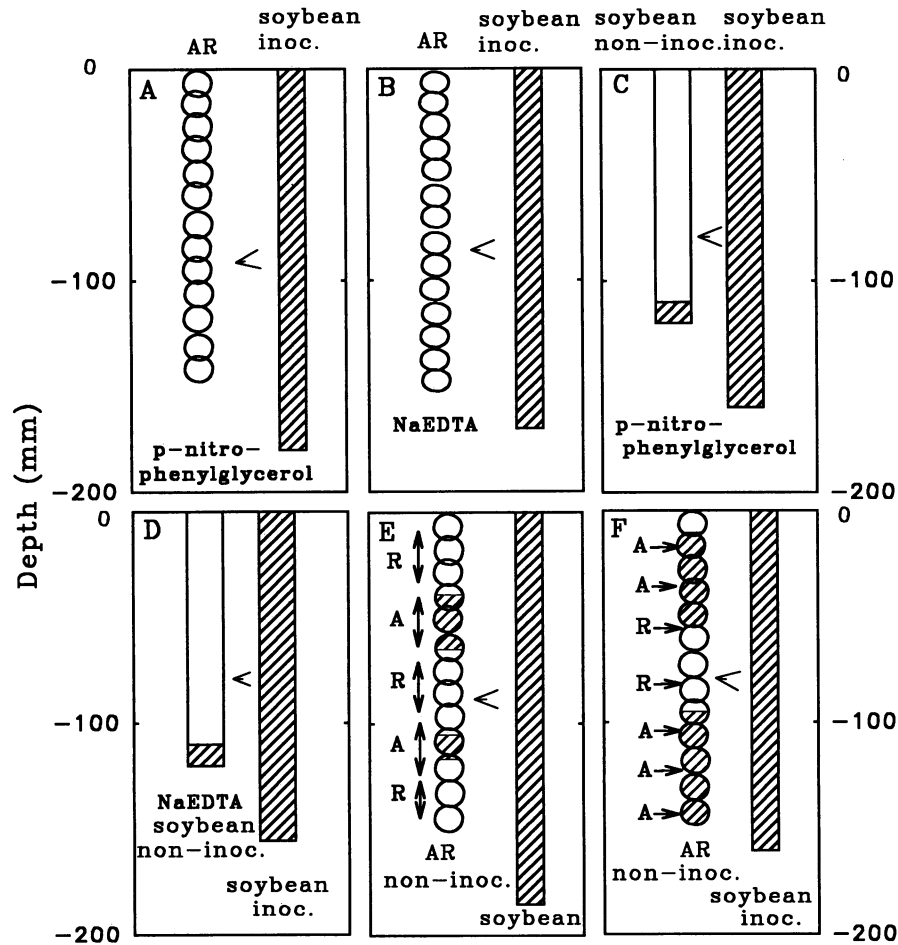 soybean soybean soybean soybean
AR inoc. AR inoc. non-inoc. inoc.
0 A B C 0
-100 -100
p-nitro- NaEDTA p-nitro-
phenylglycerol phenylglycerol
-200 -200
Depth (mm)
0 D E F 0
R A
A A
R
R R
-100 A A -100
R A
A
NaEDTA
soybean
non-inoc. AR AR
non-inoc. non-inoc.
soybean soybean
inoc. soybean inoc.
-200 -200